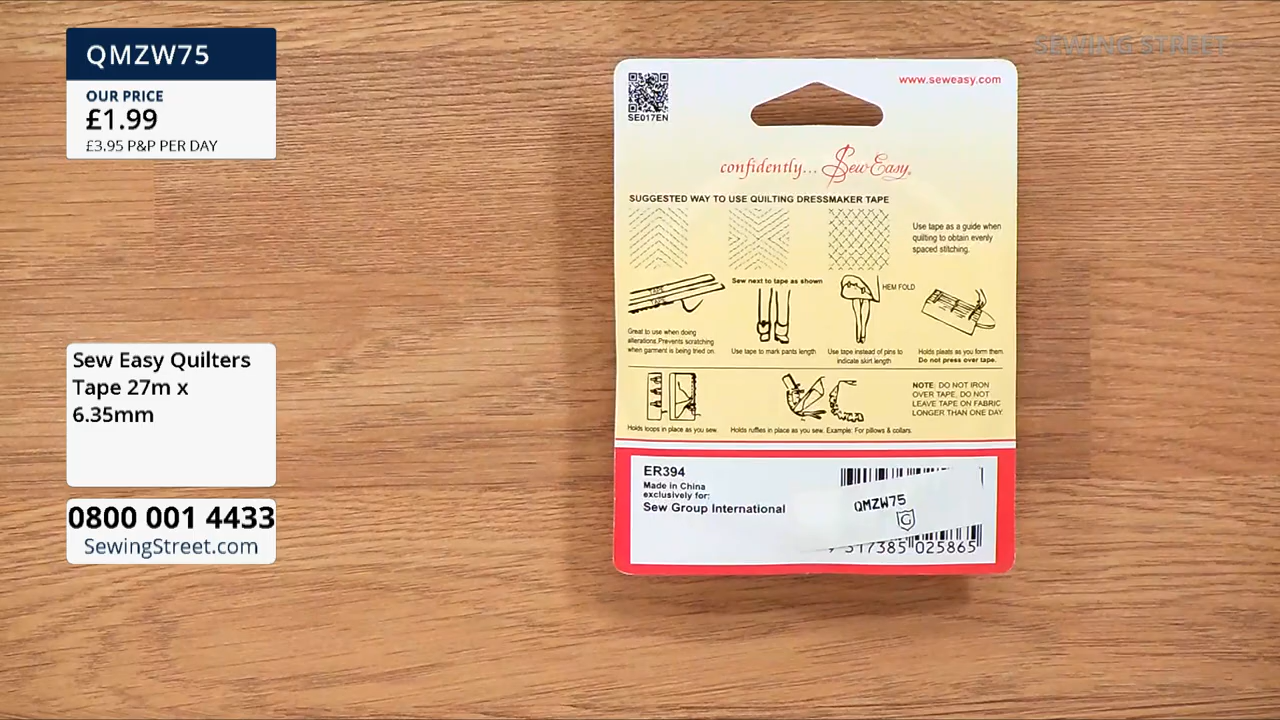 QMZW75
OUR PRICE
£1.99
£3.95 P&P PER DAY
Sew Easy Quilters
Tape 27m x
6.35mm
0800 001 4433
SewingStreet.com
SEWING STREET
www.seweasy.com
SE017EN
confidently... Sew Easy®
SUGGESTED WAY TO USE QUILTING DRESSMAKER TAPE
Use tape as a guide when
quilting to obtain evenly
spaced stitching.
TAPE
TAPE
Sew next to tape as shown
HEM FOLD
Great to use when doing
alterations.Prevents scratching
when garment is being tried on.
Use tape to mark pants length
Use tape instaed of pins to
indicate skirt length
Holds pleats as you form them.
Do not press over tape.
Holds loops in place as you sew.
Holds ruffles in place as you sew. Example: For pillows & collars.
NOTE: DO NOT IRON
OVER TAPE. DO NOT
LEAVE TAPE ON FABRIC
LONGER THAN ONE DAY.
ER394
Made in China
exclusively for:
Sew Group International
QMZW75
9 317385 025865